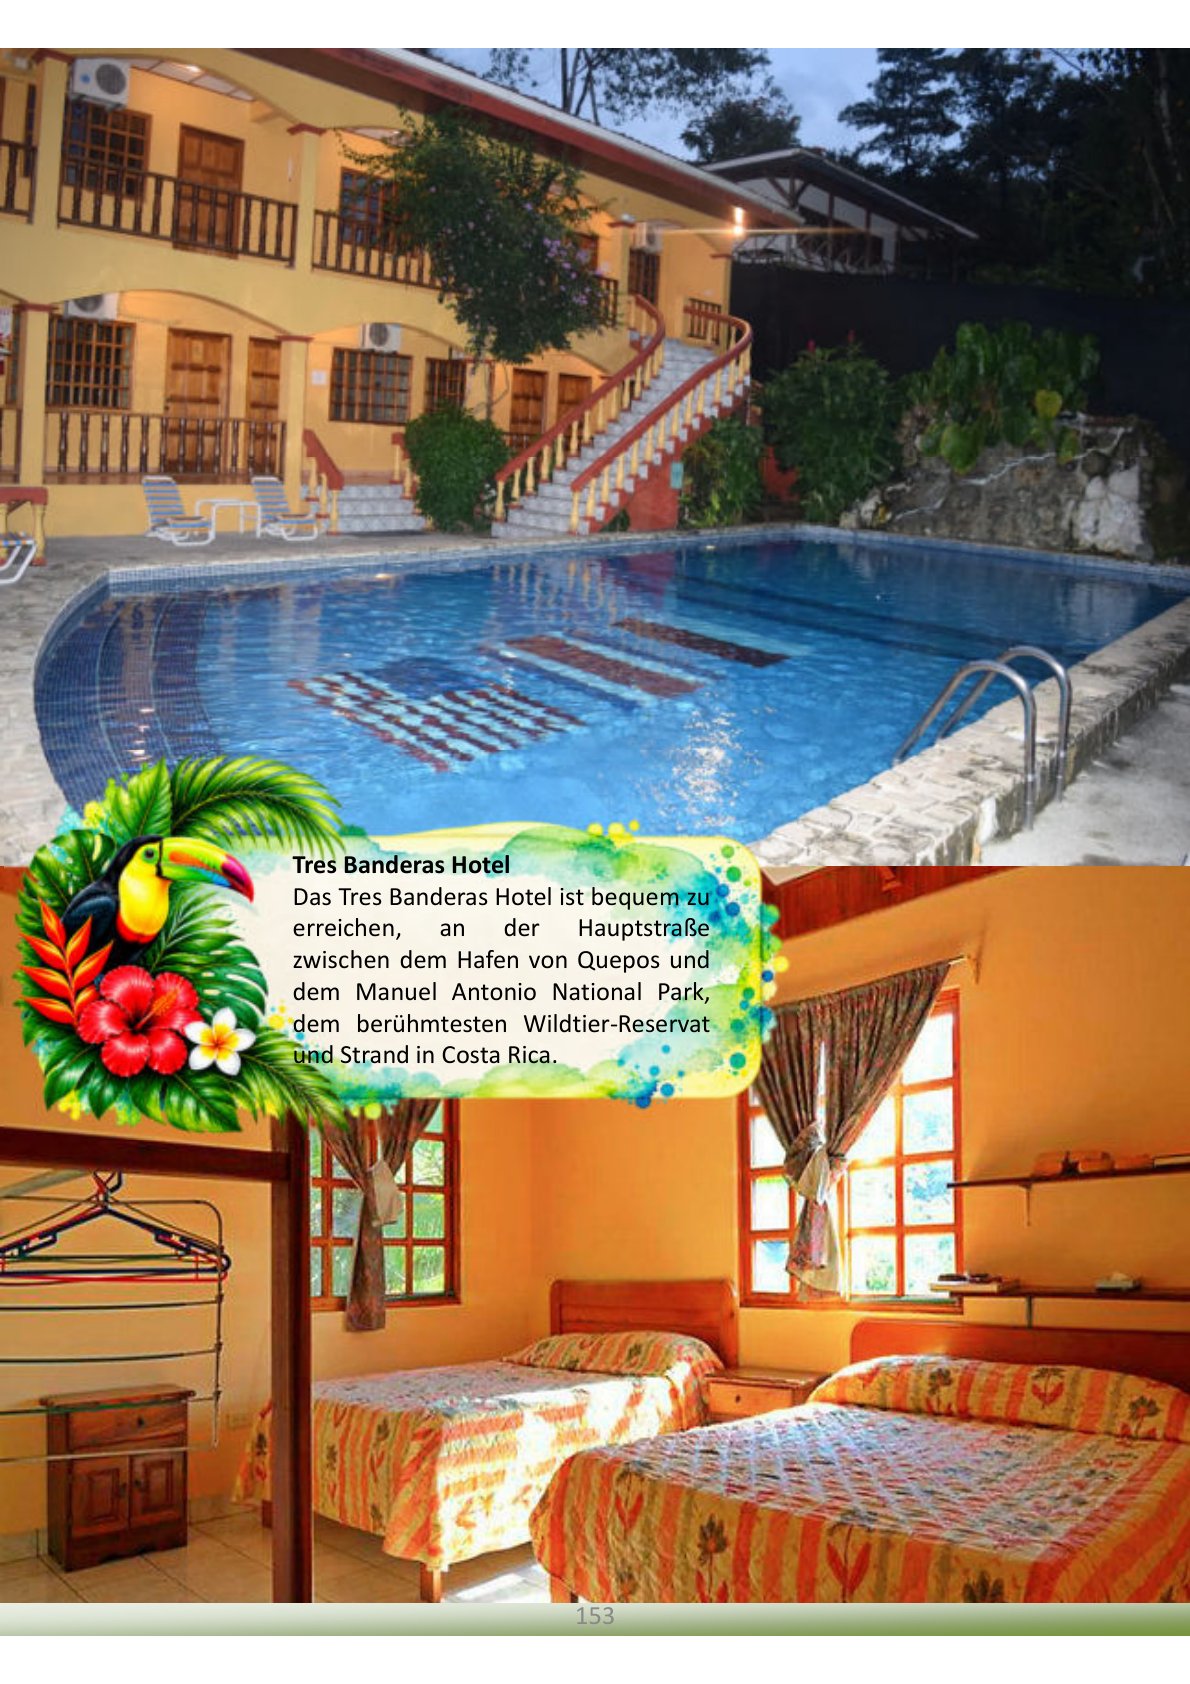 Tres Banderas Hotel
Das Tres Banderas Hotel ist bequem zu
erreichen, an der Hauptstraße
zwischen dem Hafen von Quepos und
dem Manuel Antonio National Park,
dem berühmtesten Wildtier-Reservat
und Strand in Costa Rica.
153